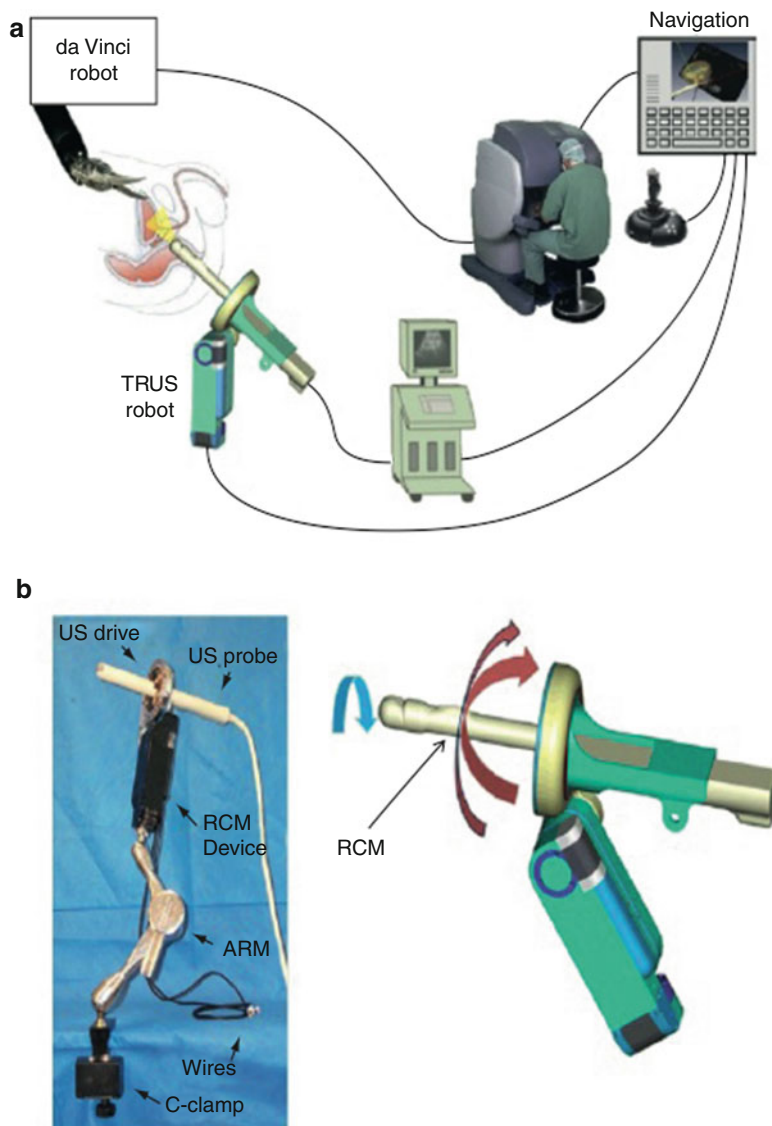 a
da Vinci
robot
Navigation
TRUS
robot
b
US drive
US probe
RCM
Device
ARM
Wires
C-clamp
RCM